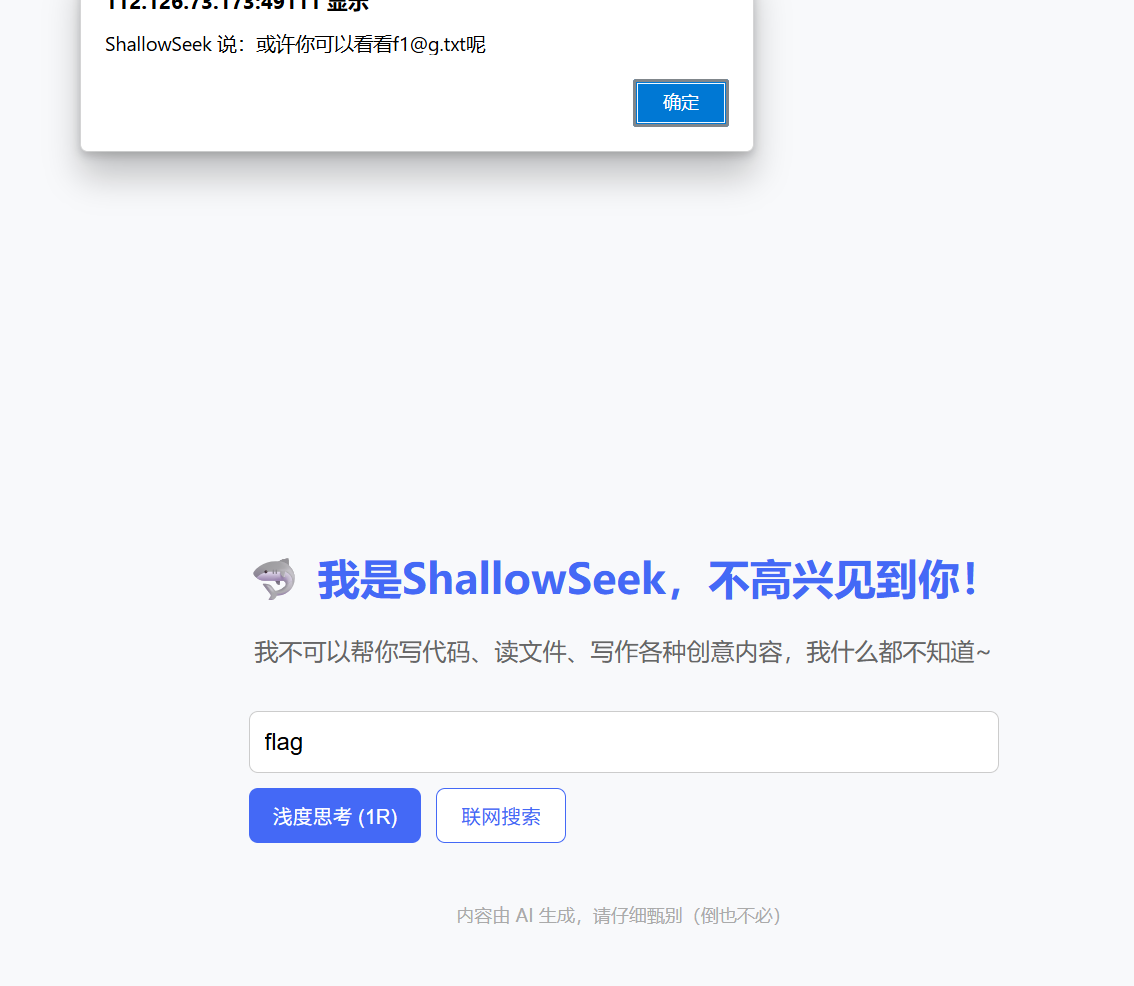 112.126.73.173:49111 显示
ShallowSeek 说：或许你可以看看f1@g.txt呢
确定
我是ShallowSeek，不高兴见到你！
我不可以帮你写代码、读文件、写作各种创意内容，我什么都不知道~
flag
浅度思考 (1R)
联网搜索
内容由 AI 生成，请仔细甄别（倒也不必）